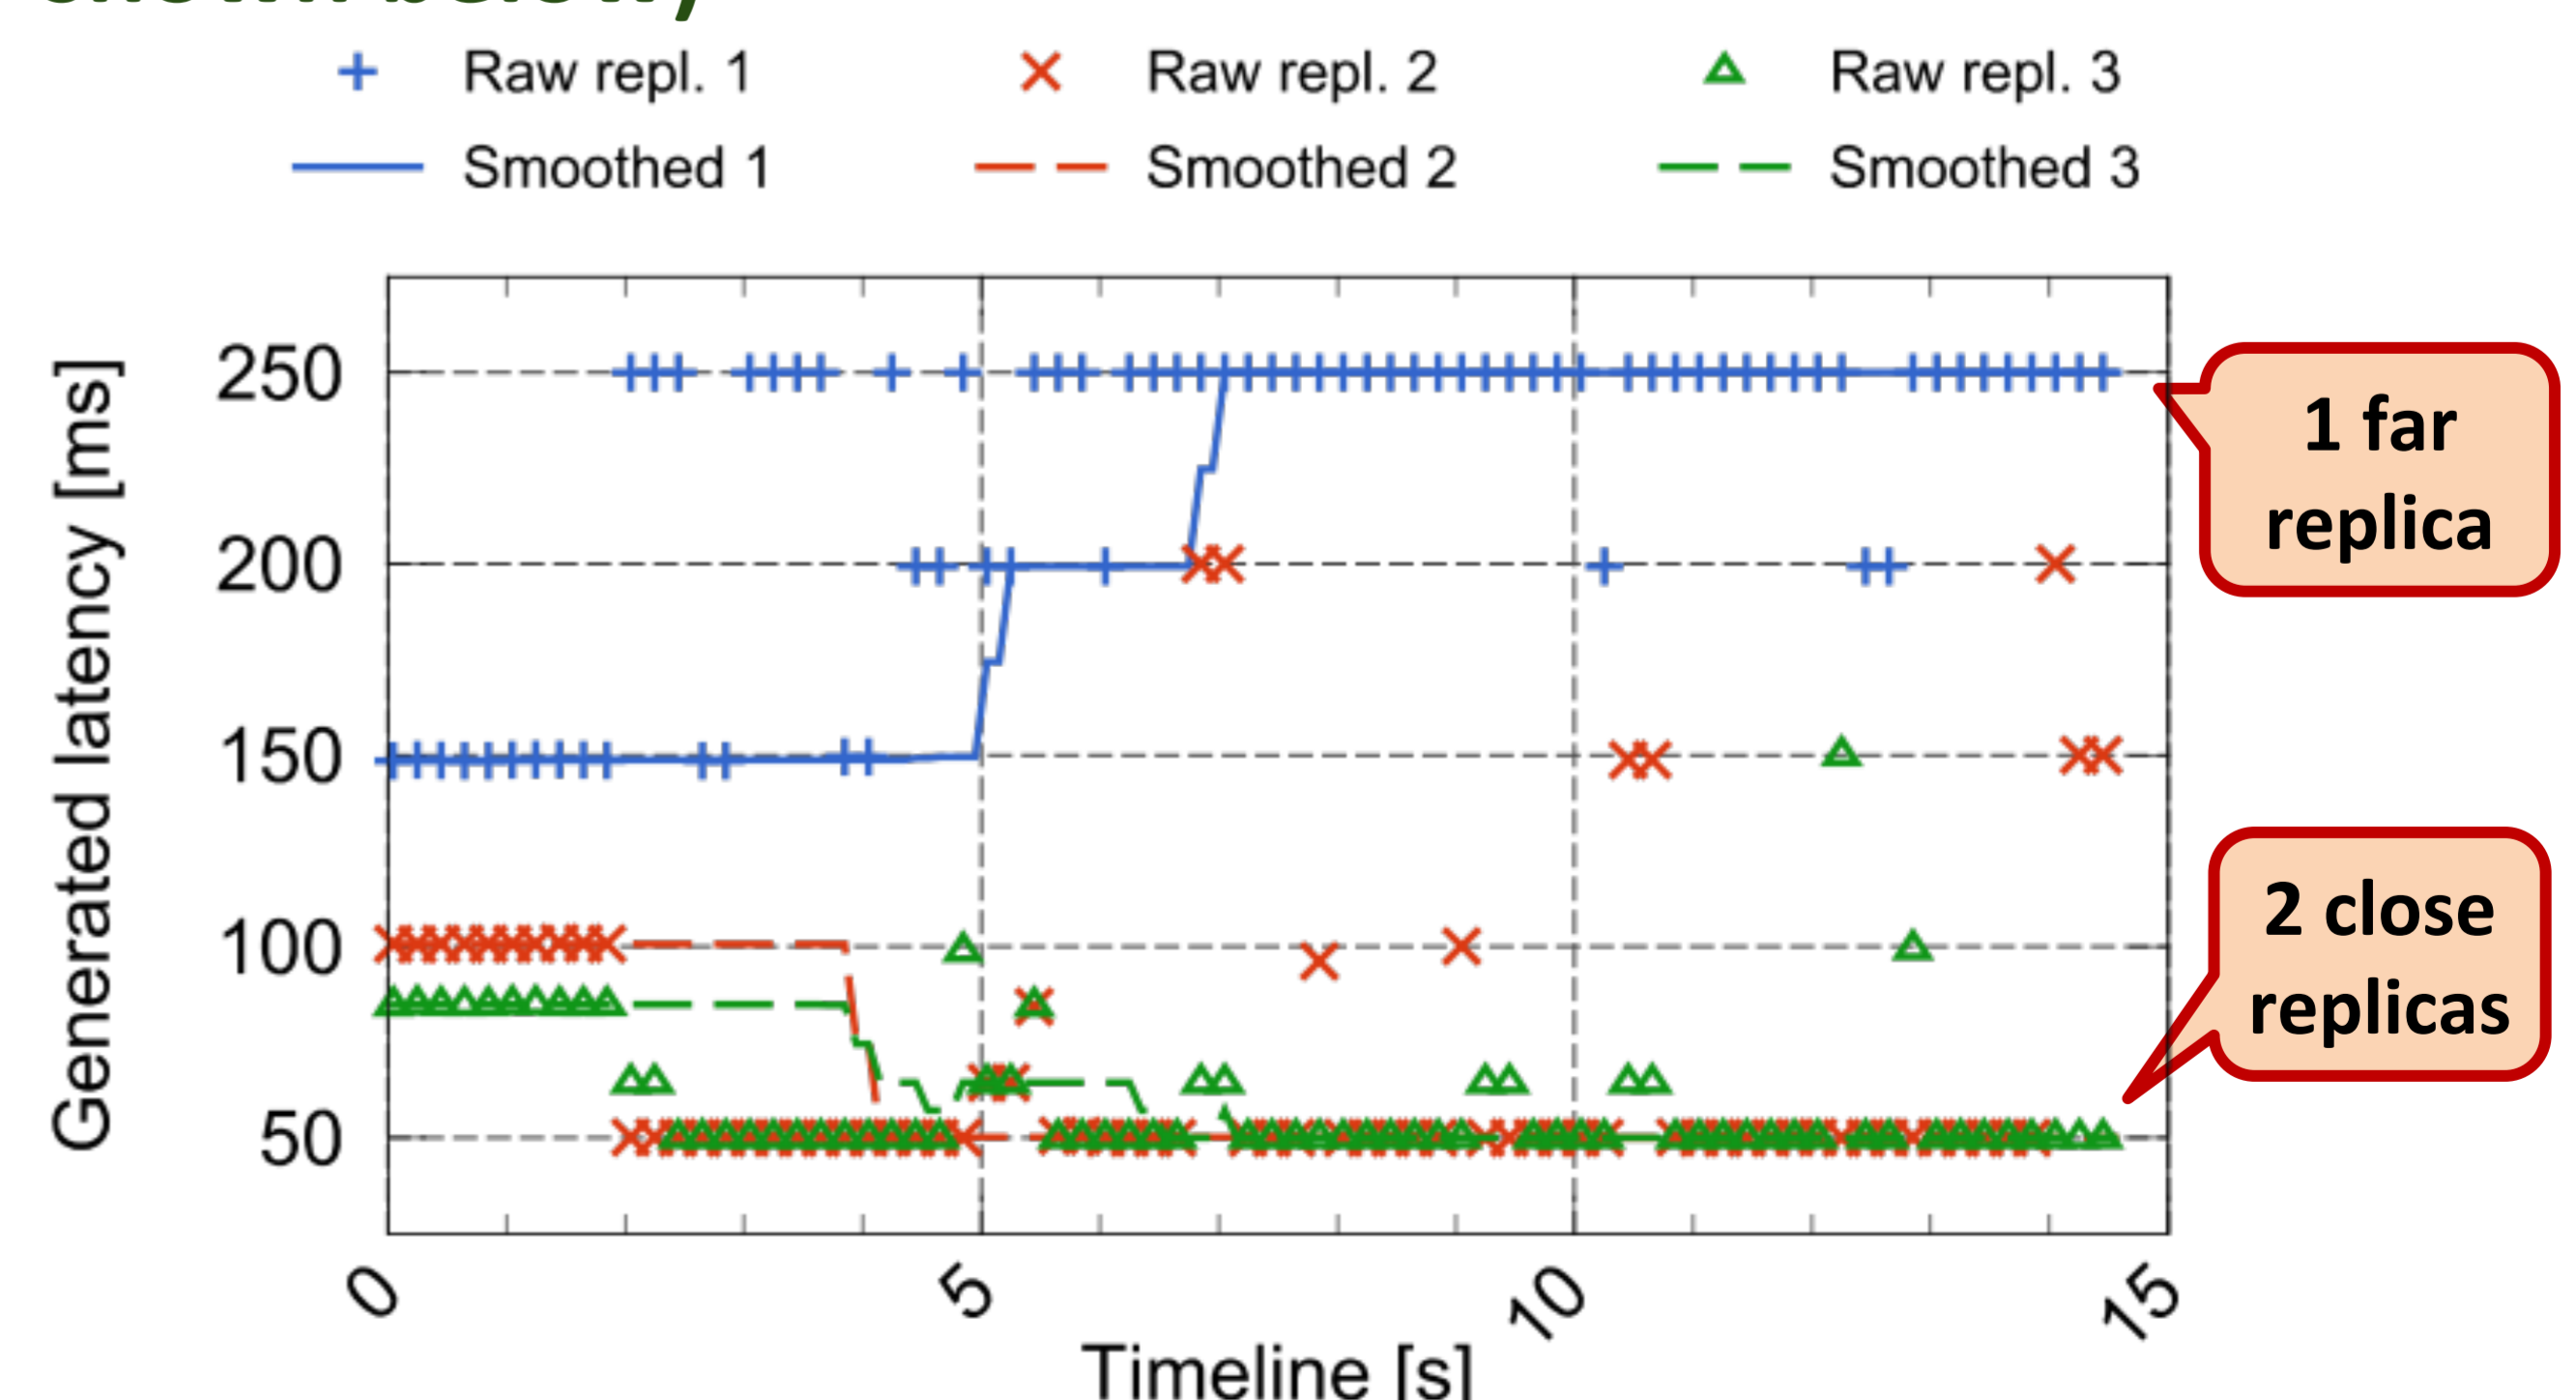 Raw repl. 1
Raw repl. 2
Raw repl. 3
Smoothed 1
Smoothed 2
Smoothed 3
Generated latency [ms]
250
200
150
100
50
0
5
10
15
Timeline [s]
1 far
replica
2 close
replicas